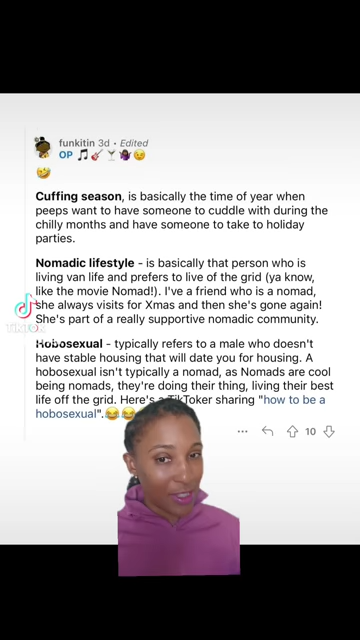 funkitin 3d • Edited
OP 🎵🎸🍸💃🏿😉
🤣
Cuffing season, is basically the time of year when
peeps want to have someone to cuddle with during the
chilly months and have someone to take to holiday
parties.
Nomadic lifestyle - is basically that person who is
living van life and prefers to live of the grid (ya know,
like the movie Nomad!). I've a friend who is a nomad,
she always visits for Xmas and then she's gone again!
She's part of a really supportive nomadic community.
TikTok
Hobosexual - typically refers to a male who doesn't
have stable housing that will date you for housing. A
hobosexual isn't typically a nomad, as Nomads are cool
being nomads, they're doing their thing, living their best
life off the grid. Here's a TikToker sharing "how to be a
hobosexual".😂😂
10